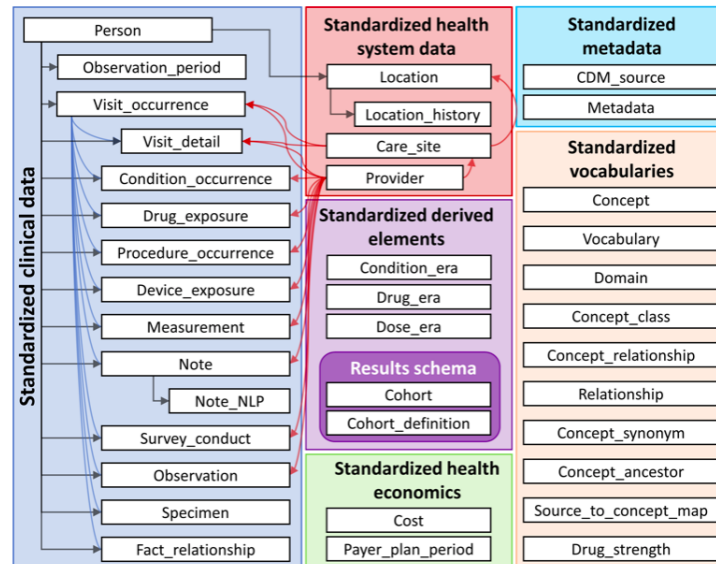 Standardized clinical data
Person
Observation_period
Visit_occurrence
Visit_detail
Condition_occurrence
Drug_exposure
Procedure_occurrence
Device_exposure
Measurement
Note
Note_NLP
Survey_conduct
Observation
Specimen
Fact_relationship
Standardized health
system data
Location
Location_history
Care_site
Provider
Standardized derived
elements
Condition_era
Drug_era
Dose_era
Results schema
Cohort
Cohort_definition
Standardized health
economics
Cost
Payer_plan_period
Standardized
metadata
CDM_source
Metadata
Standardized
vocabularies
Concept
Vocabulary
Domain
Concept_class
Concept_relationship
Relationship
Concept_synonym
Concept_ancestor
Source_to_concept_map
Drug_strength